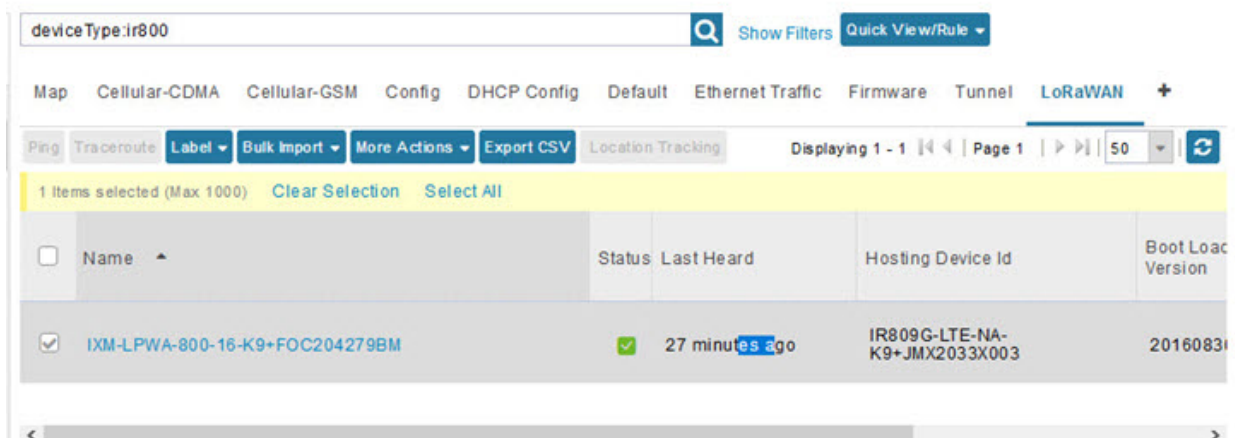 deviceType:ir800 Show Filters Quick View/Rule
Map Cellular-CDMA Cellular-GSM Config DHCP Config Default Ethernet Traffic Firmware Tunnel LoRaWAN +
Ping Traceroute Label Bulk Import More Actions Export CSV Location Tracking Displaying 1 - 1 | Page 1 | 50
1 Items selected (Max 1000) Clear Selection Select All
Name Status Last Heard Hosting Device Id Boot Load
Version
IXM-LPWA-800-16-K9+FOC204279BM 27 minutes ago IR809G-LTE-NA-
K9+JMX2033X003 2016083